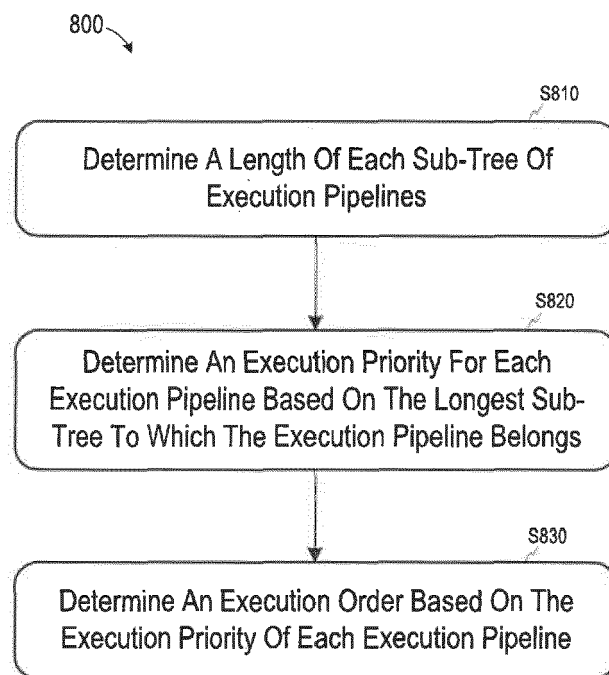 800
S810
Determine A Length Of Each Sub-Tree Of
Execution Pipelines
S820
Determine An Execution Priority For Each
Execution Pipeline Based On The Longest Sub-
Tree To Which The Execution Pipeline Belongs
S830
Determine An Execution Order Based On The
Execution Priority Of Each Execution Pipeline